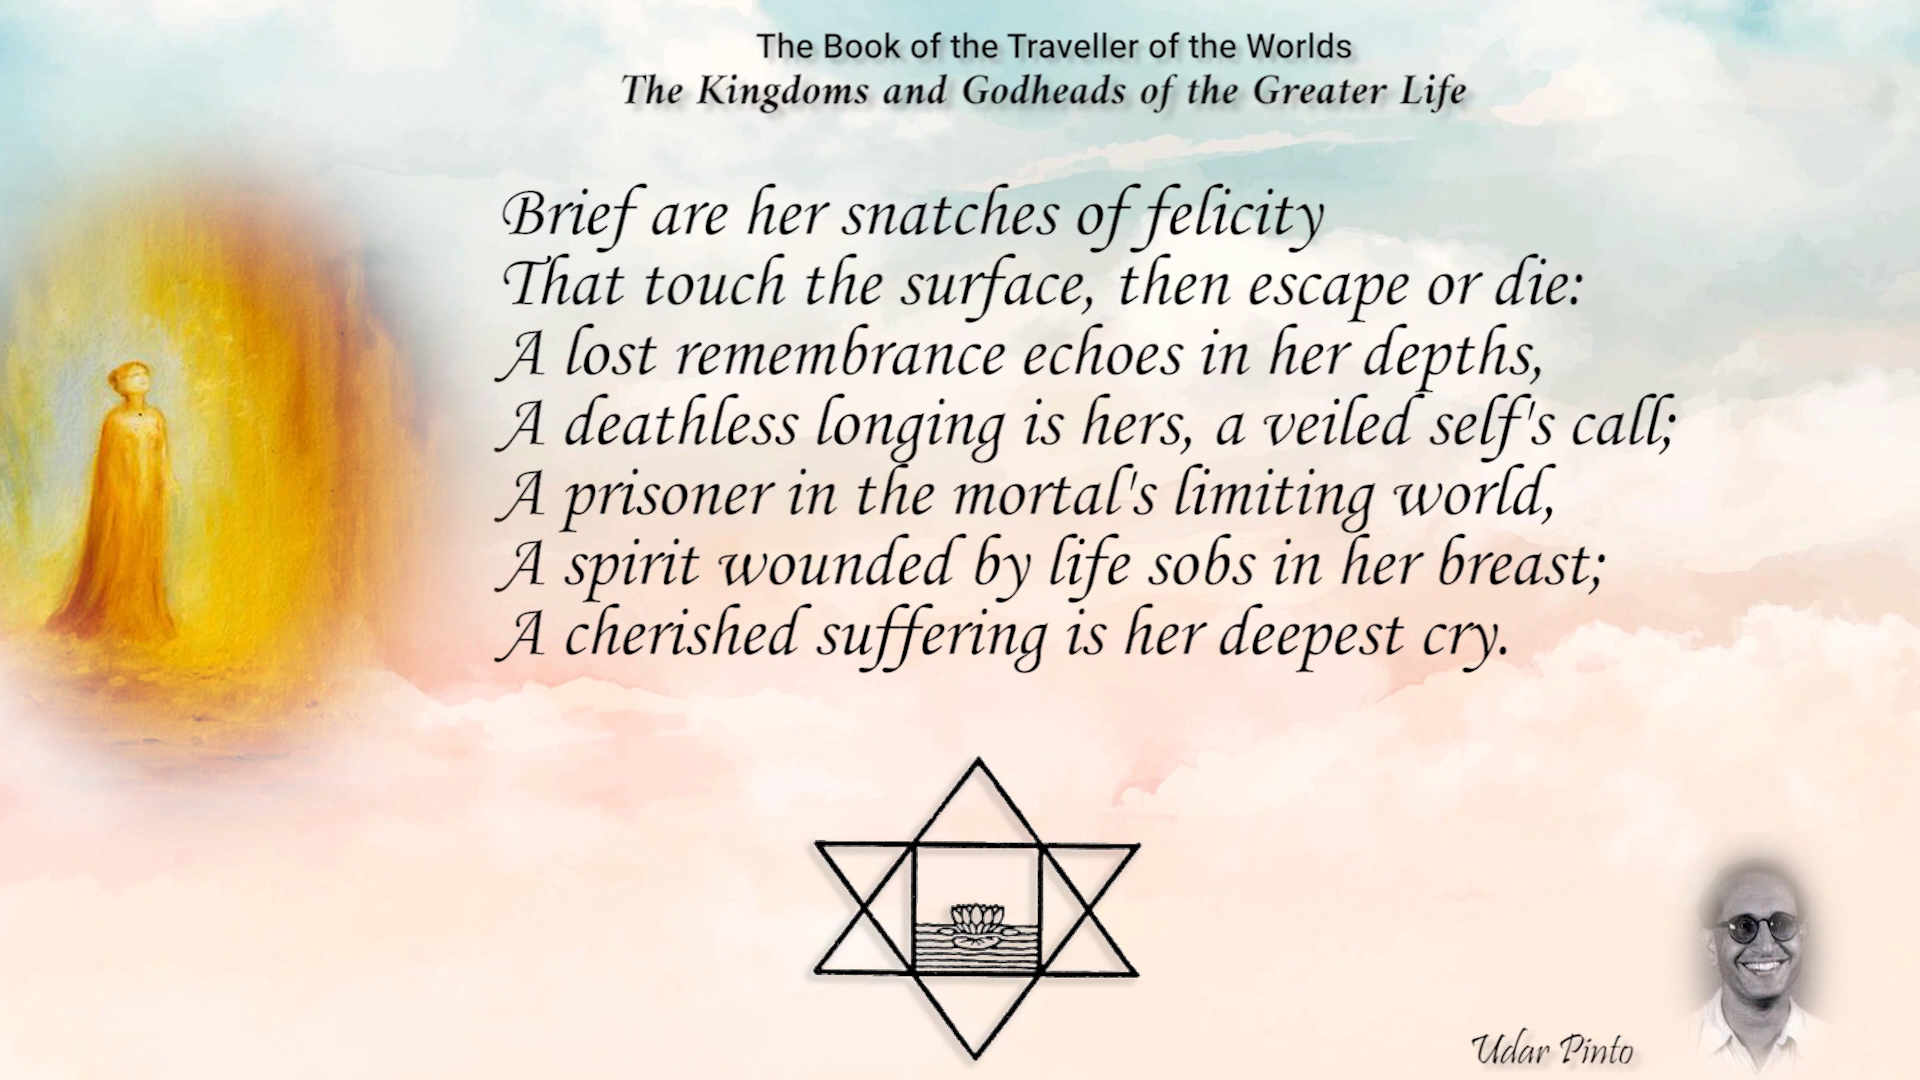 The Book of the Traveller of the Worlds
The Kingdoms and Godheads of the Greater Life
Brief are her snatches of felicity
That touch the surface, then escape or die:
A lost remembrance echoes in her depths,
A deathless longing is hers, a veiled self's call;
A prisoner in the mortal's limiting world,
A spirit wounded by life sobs in her breast;
A cherished suffering is her deepest cry.
Udar Pinto